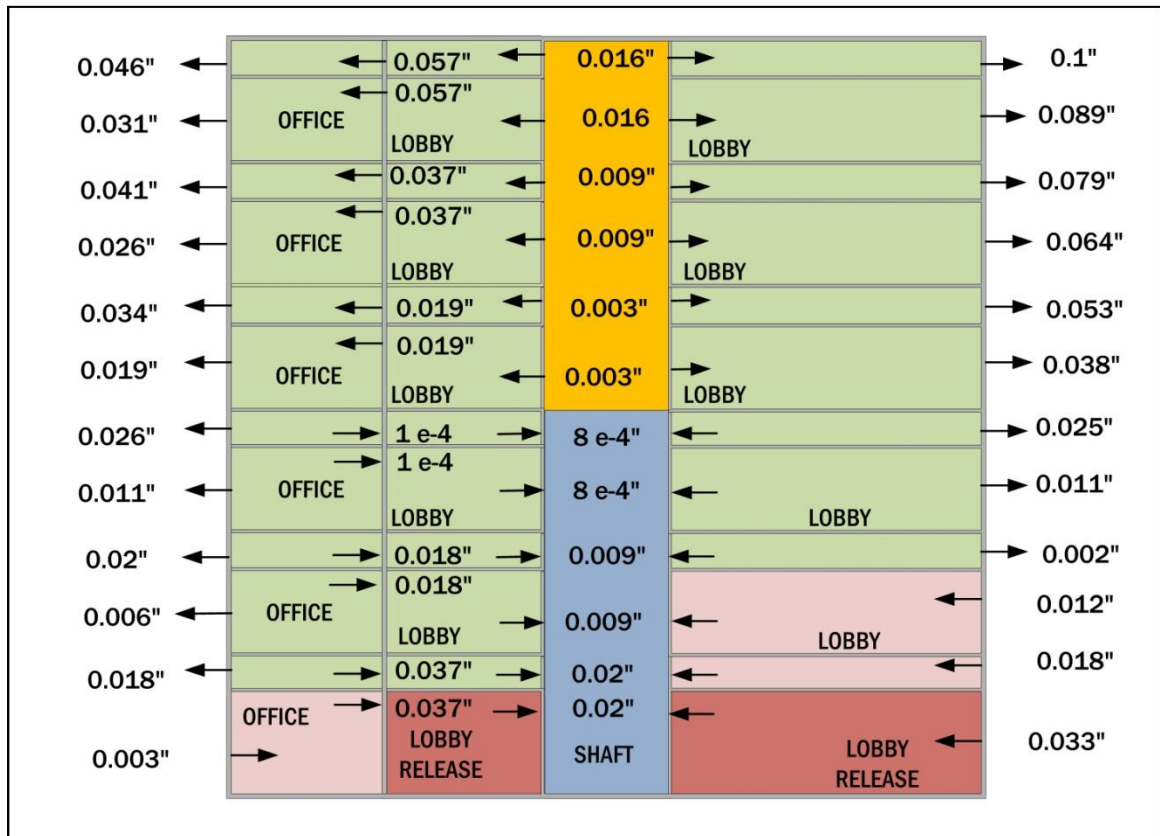 0.046" 0.057" 0.016" 0.1"
0.057"
0.031" OFFICE 0.016 0.089"
LOBBY LOBBY
0.041" 0.037" 0.009" 0.079"
0.037"
0.026" OFFICE 0.009" 0.064"
LOBBY LOBBY
0.034" 0.019" 0.003" 0.053"
0.019"
0.019" OFFICE 0.003" 0.038"
LOBBY LOBBY
0.026" 1 e-4 8 e-4" 0.025"
1 e-4
0.011" OFFICE 8 e-4" 0.011"
LOBBY LOBBY
0.02" 0.018" 0.009" 0.002"
0.018"
0.006" OFFICE 0.009" 0.012"
LOBBY LOBBY
0.018" 0.037" 0.02" 0.018"
OFFICE 0.037" 0.02"
0.003" LOBBY RELEASE SHAFT LOBBY RELEASE 0.033"